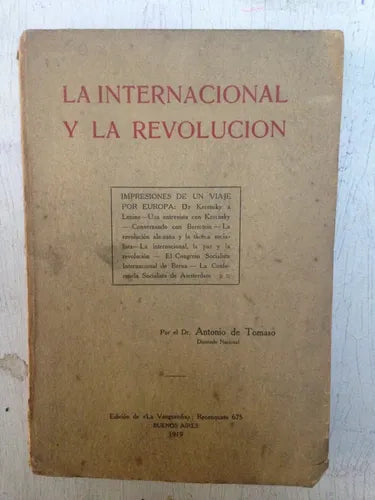 LA INTERNACIONAL
Y LA REVOLUCION
IMPRESIONES DE UN VIAJE
POR EUROPA: De Kerensky a
Lenine—Una entrevista con Kautsky
— Conversando con Bernstein — La
revolución alemana y la táctica socia-
lista—La internacional, la paz y la
revolución — El Congreso Socialista
Internacional de Berna — La Confe-
rencia Socialista de Amsterdam
Por el Dr. Antonio de Tomaso
Diputado Nacional
Edición de «La Vanguardia»: Reconquista 675
BUENOS AIRES
1919